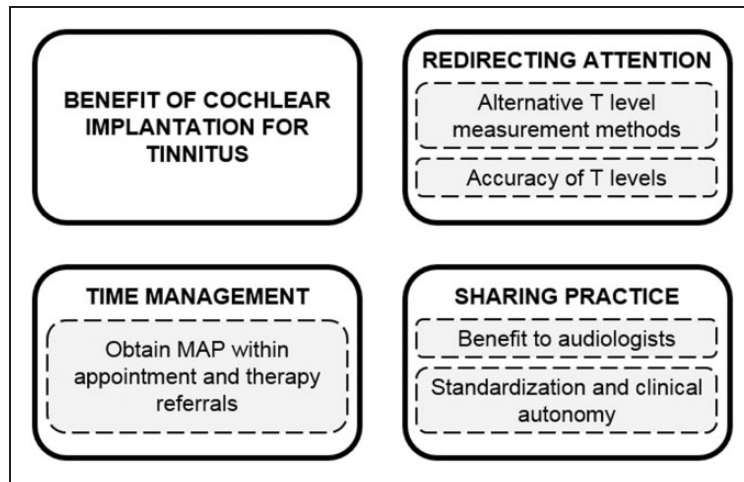 BENEFIT OF COCHLEAR
IMPLANTATION FOR
TINNITUS
REDIRECTING ATTENTION
Alternative T level
measurement methods
Accuracy of T levels
TIME MANAGEMENT
Obtain MAP within
appointment and therapy
referrals
SHARING PRACTICE
Benefit to audiologists
Standardization and clinical
autonomy